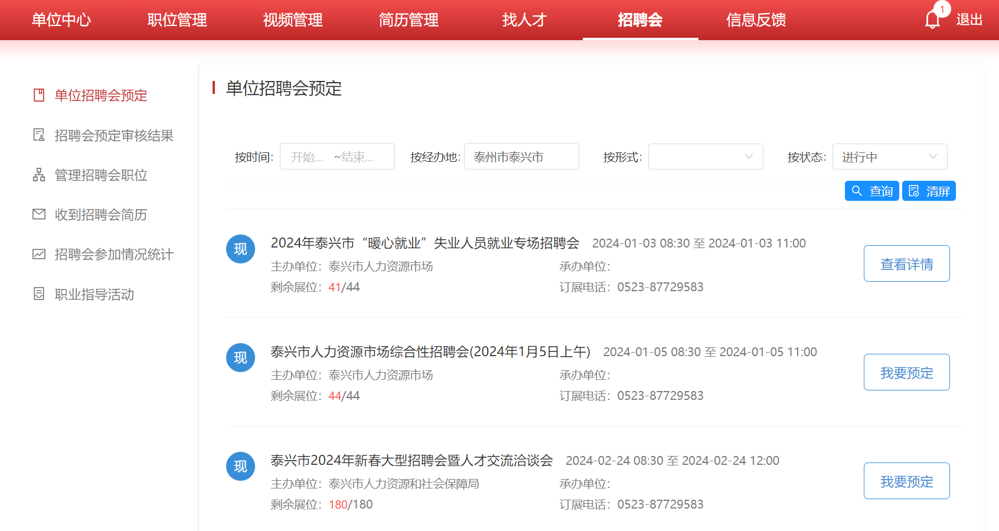 单位中心 职位管理 视频管理 简历管理 找人才 招聘会 信息反馈 1 退出
单位招聘会预定
招聘会预定审核结果
管理招聘会职位
收到招聘会简历
招聘会参加情况统计
职业指导活动
单位招聘会预定
按时间: 开始... ~结束... 按经办地: 泰州市泰兴市 按形式: 按状态: 进行中
查询 清屏
现 2024年泰兴市“暖心就业”失业人员就业专场招聘会 2024-01-03 08:30 至 2024-01-03 11:00
主办单位：泰兴市人力资源市场 承办单位：
剩余展位：41/44 订展电话：0523-87729583
查看详情
现 泰兴市人力资源市场综合性招聘会(2024年1月5日上午) 2024-01-05 08:30 至 2024-01-05 11:00
主办单位：泰兴市人力资源市场 承办单位：
剩余展位：44/44 订展电话：0523-87729583
我要预定
现 泰兴市2024年新春大型招聘会暨人才交流洽谈会 2024-02-24 08:30 至 2024-02-24 12:00
主办单位：泰兴市人力资源和社会保障局 承办单位：
剩余展位：180/180 订展电话：0523-87729583
我要预定